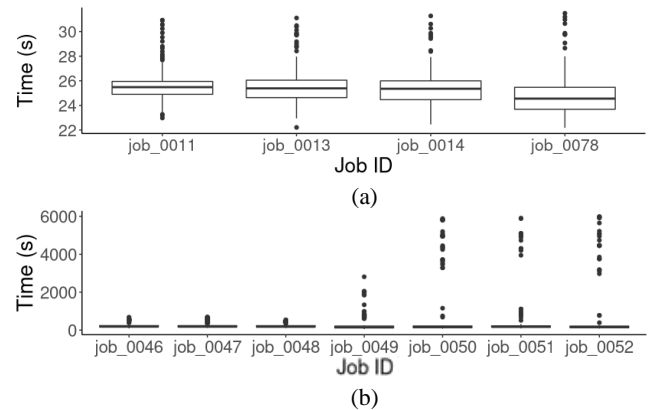 Time (s)
30
28
26
24
22
job_0011 job_0013 job_0014 job_0078
Job ID
(a)
Time (s)
6000
4000
2000
0
job_0046 job_0047 job_0048 job_0049 job_0050 job_0051 job_0052
Job ID
(b)